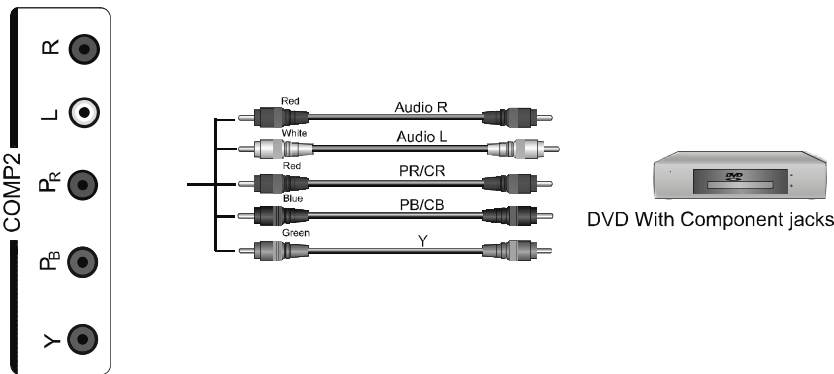 COMP2
R
L
PR
PB
Y
Red
Audio R
White
Audio L
Red
PR/CR
Blue
PB/CB
Green
Y
DVD
DVD With Component jacks